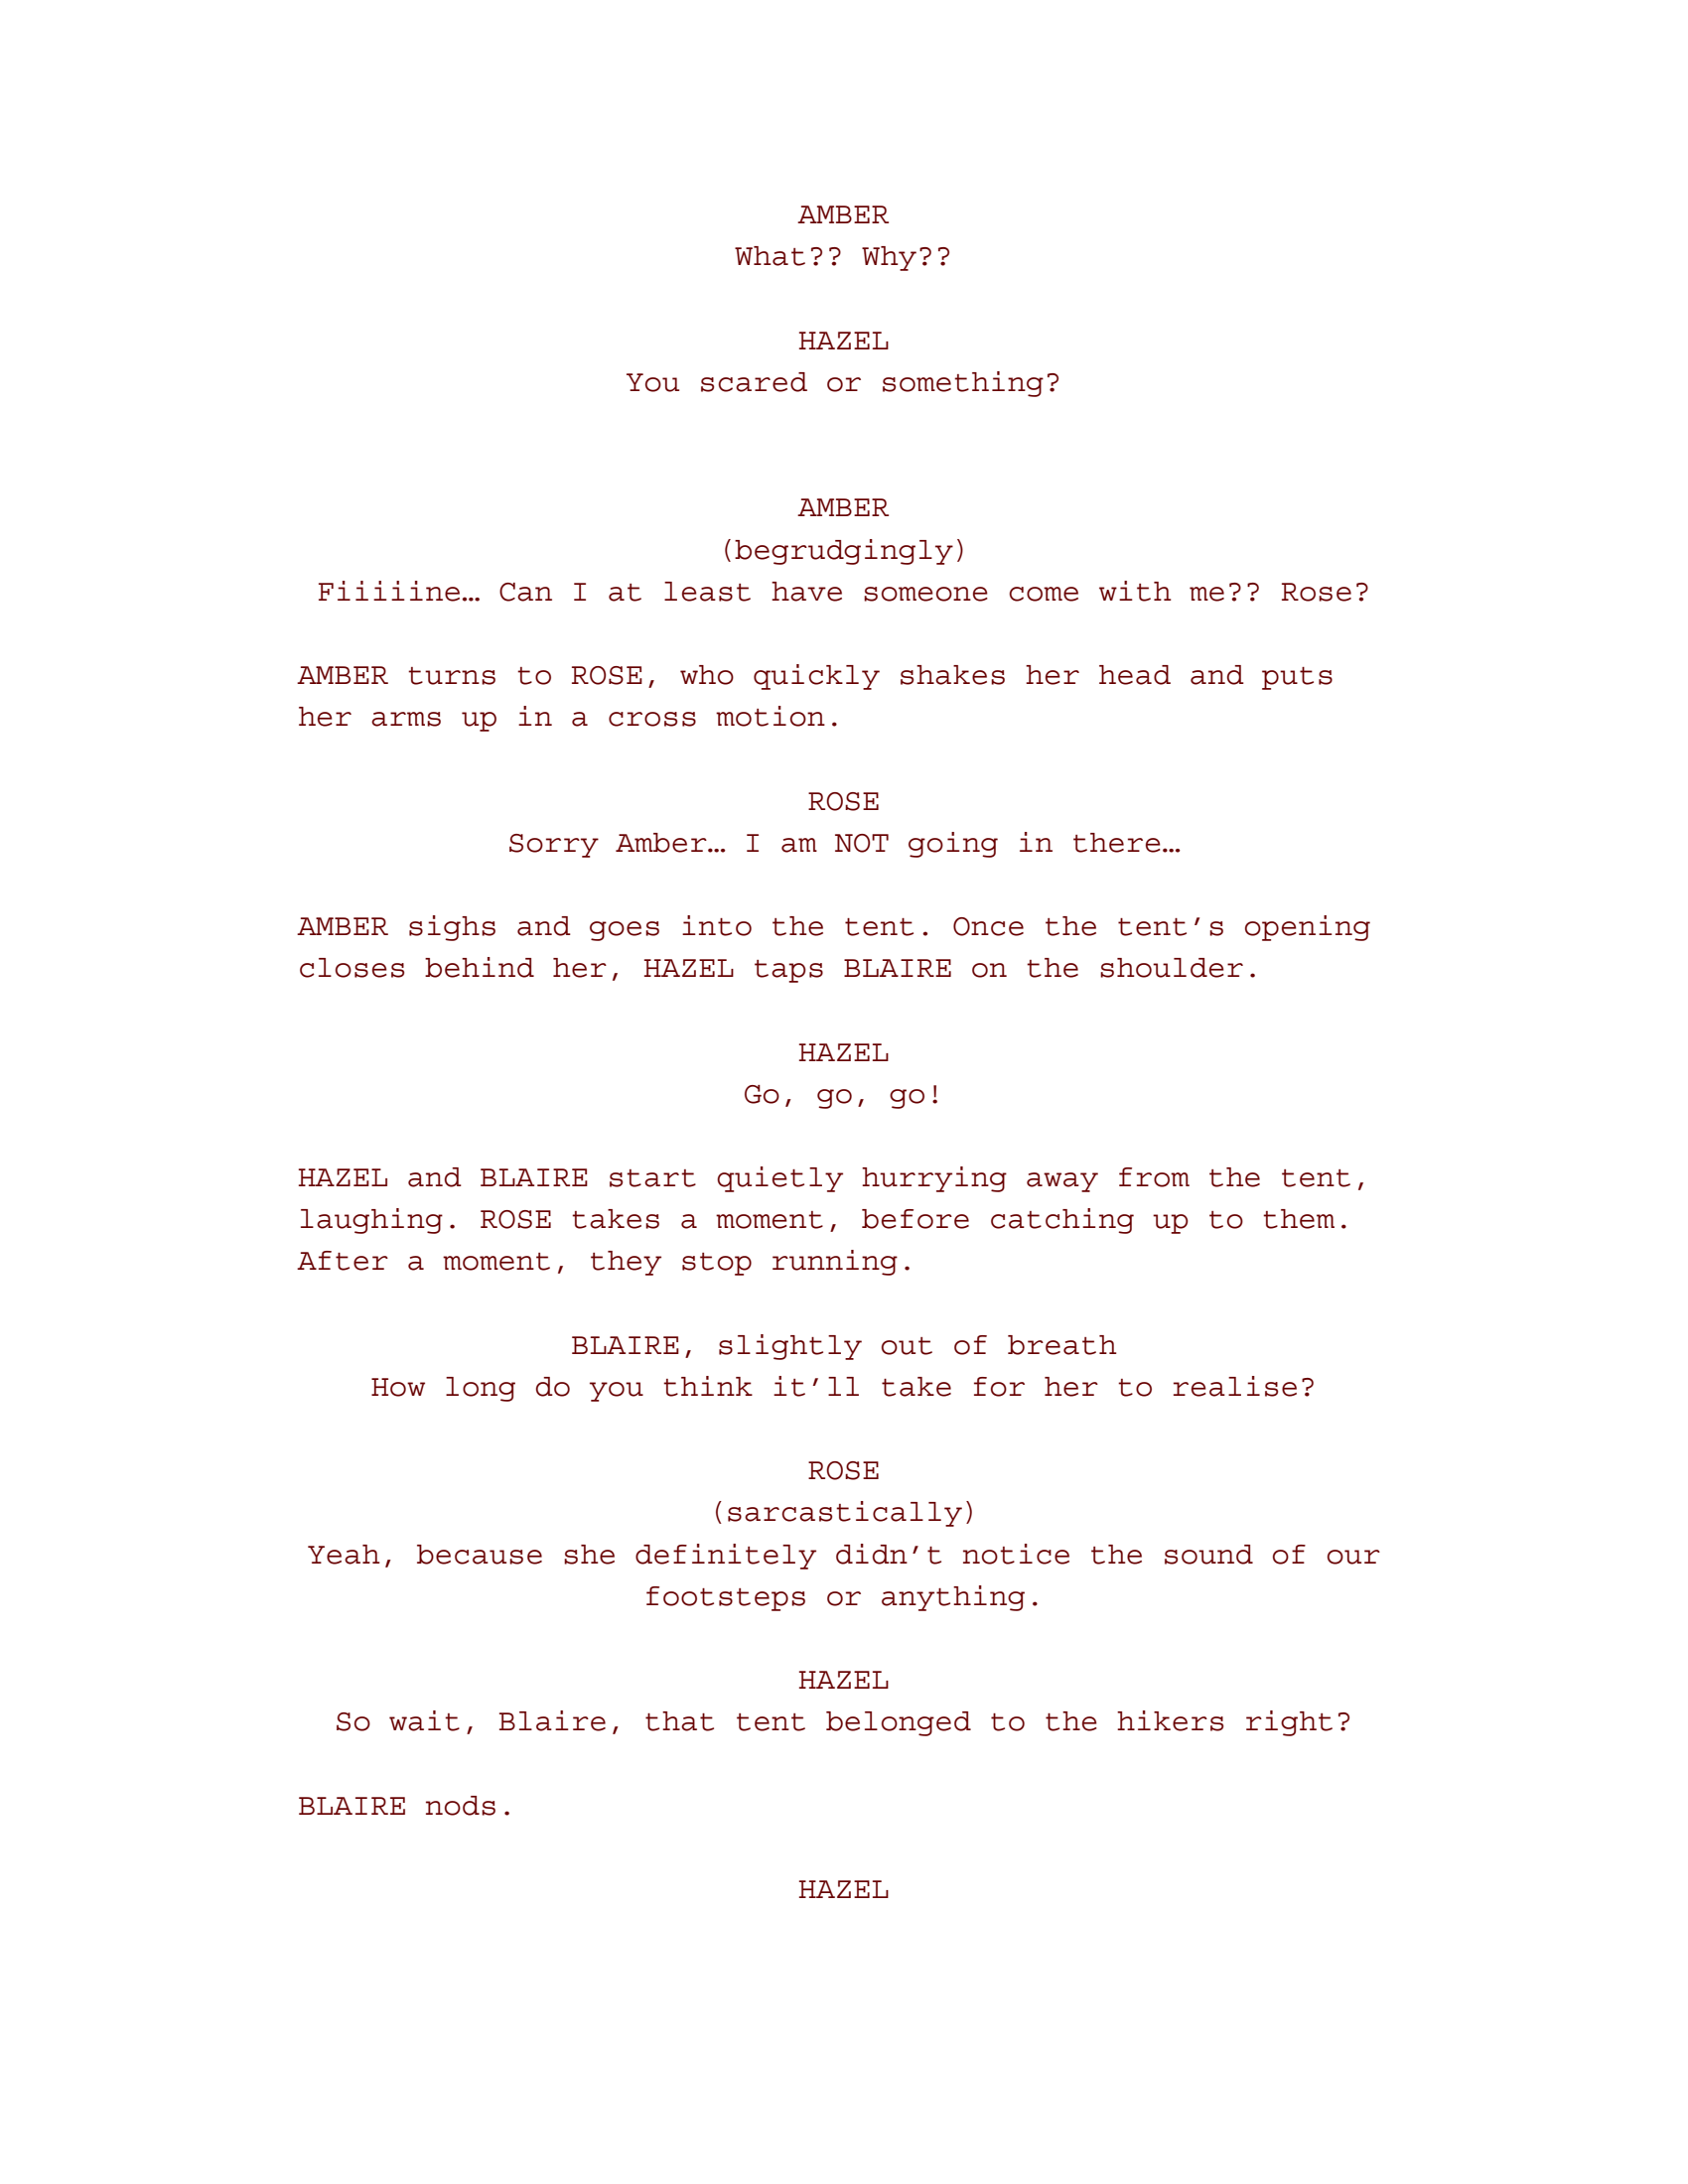 AMBER
What?? Why??
HAZEL
You scared or something?
AMBER
(begrudgingly)
Fiiiiine… Can I at least have someone come with me?? Rose?
AMBER turns to ROSE, who quickly shakes her head and puts
her arms up in a cross motion.
ROSE
Sorry Amber… I am NOT going in there…
AMBER sighs and goes into the tent. Once the tent’s opening
closes behind her, HAZEL taps BLAIRE on the shoulder.
HAZEL
Go, go, go!
HAZEL and BLAIRE start quietly hurrying away from the tent,
laughing. ROSE takes a moment, before catching up to them.
After a moment, they stop running.
BLAIRE, slightly out of breath
How long do you think it’ll take for her to realise?
ROSE
(sarcastically)
Yeah, because she definitely didn’t notice the sound of our
footsteps or anything.
HAZEL
So wait, Blaire, that tent belonged to the hikers right?
BLAIRE nods.
HAZEL